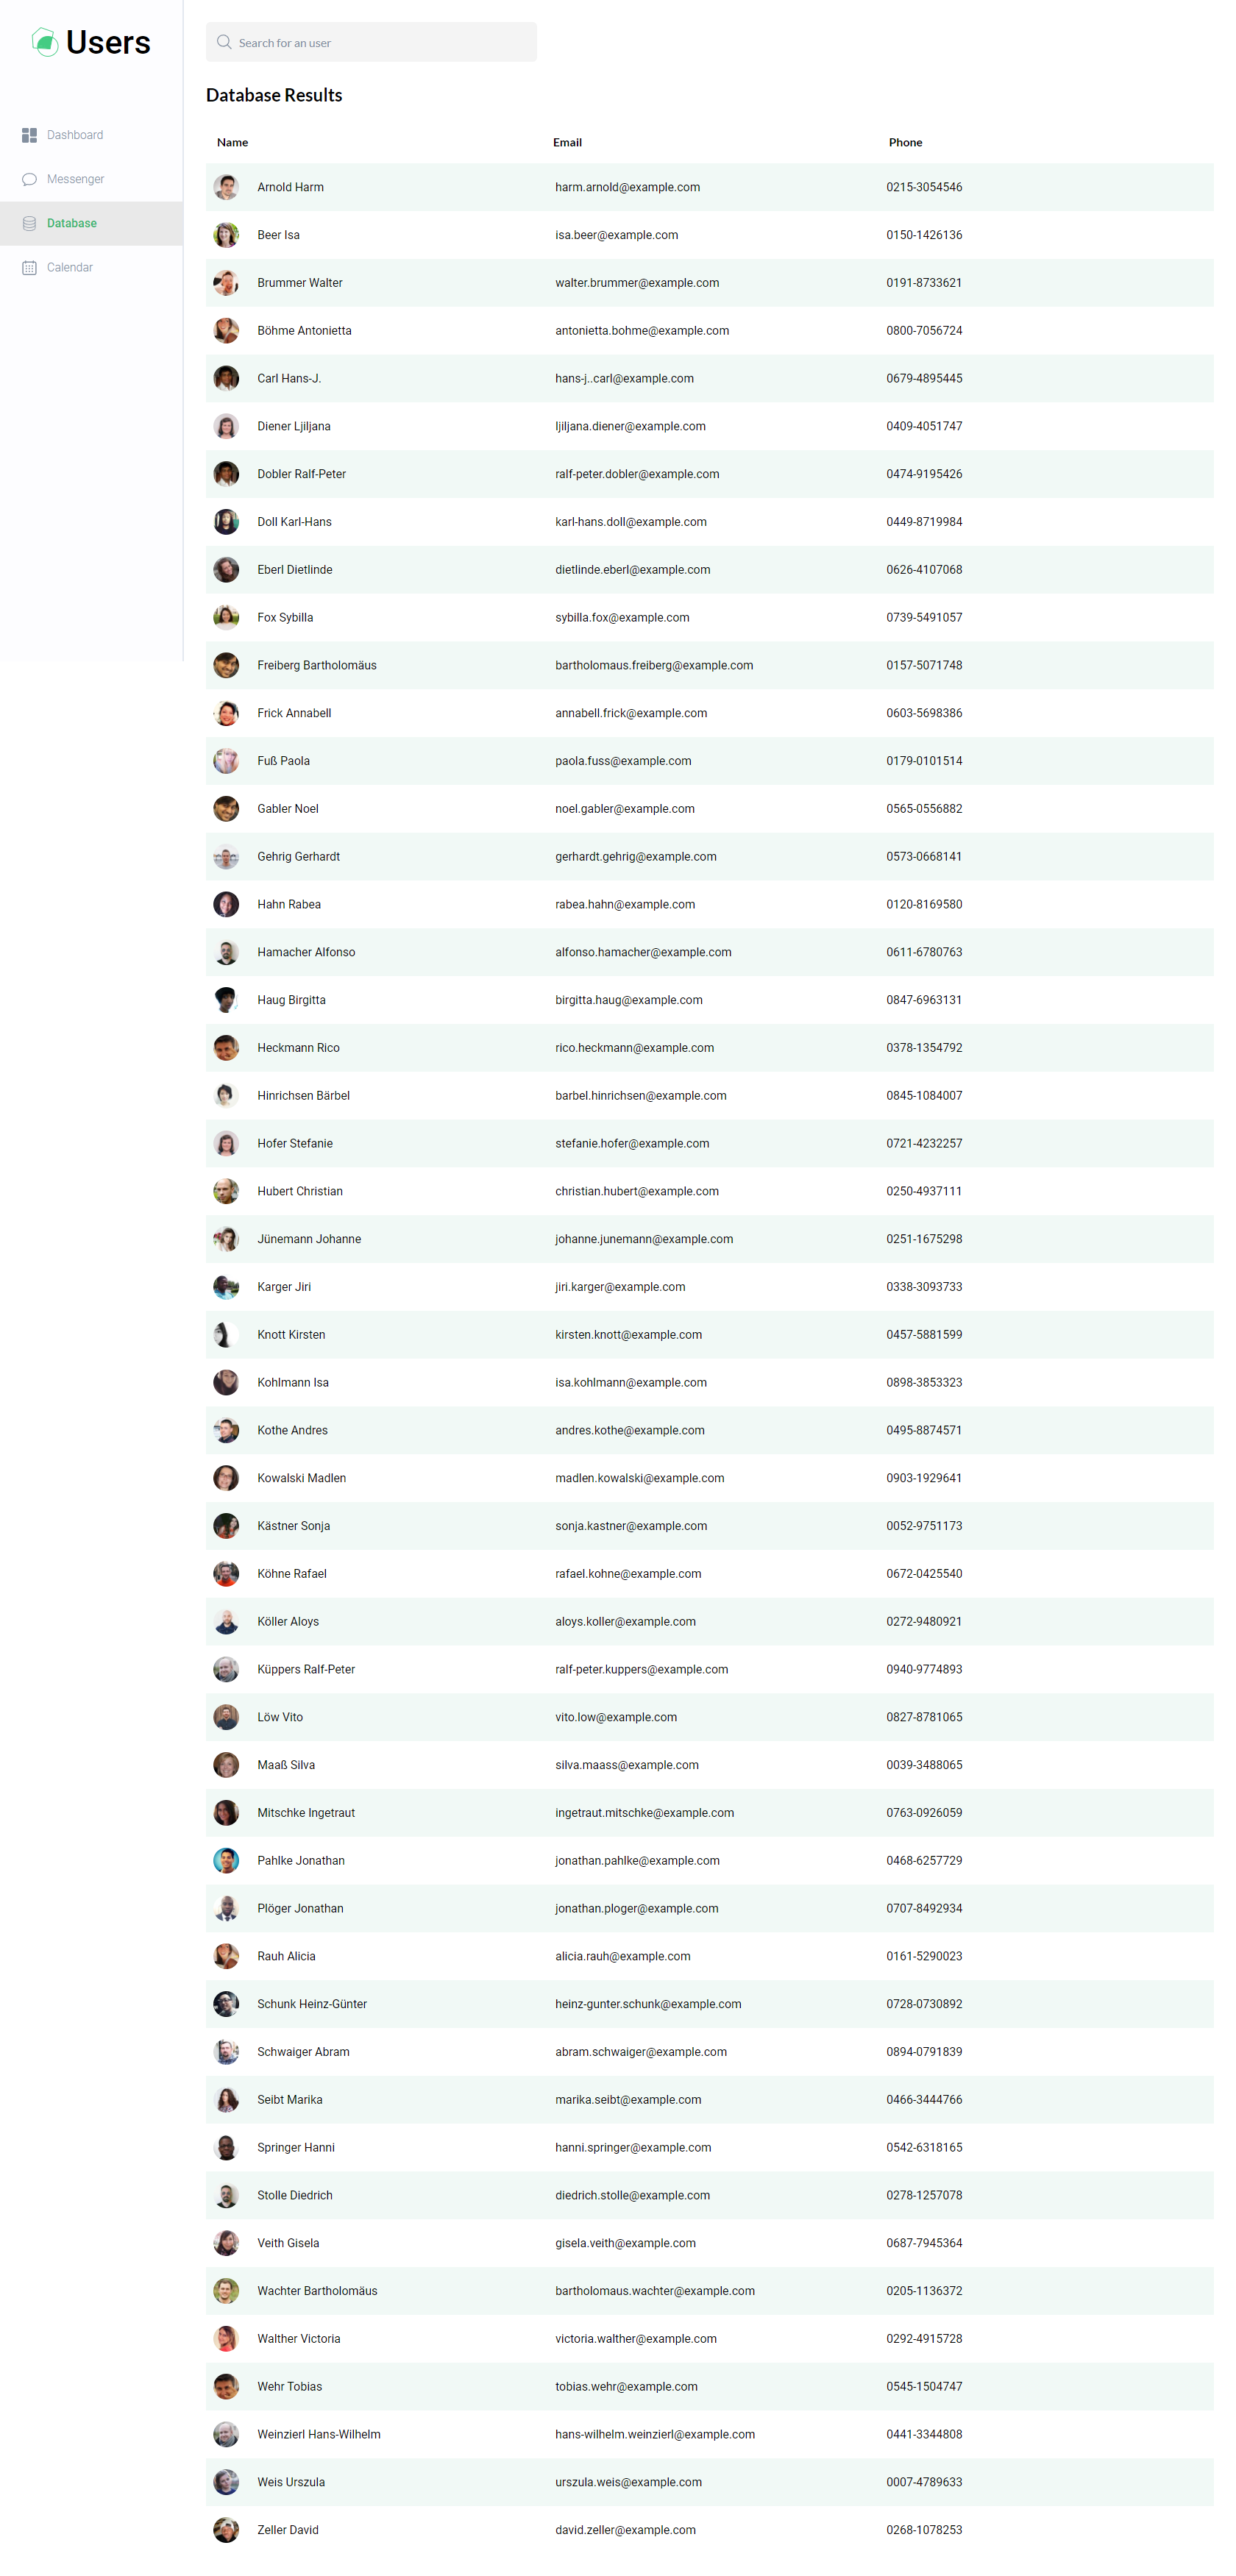 Users
Dashboard
Messenger
Database
Calendar
Search for an user
Database Results
Name Email Phone
Arnold Harm harm.arnold@example.com 0215-3054546
Beer Isa isa.beer@example.com 0150-1426136
Brummer Walter walter.brummer@example.com 0191-8733621
Böhme Antonietta antonietta.bohme@example.com 0800-7056724
Carl Hans-J. hans-j..carl@example.com 0679-4895445
Diener Ljiljana ljiljana.diener@example.com 0409-4051747
Dobler Ralf-Peter ralf-peter.dobler@example.com 0474-9195426
Doll Karl-Hans karl-hans.doll@example.com 0449-8719984
Eberl Dietlinde dietlinde.eberl@example.com 0626-4107068
Fox Sybilla sybilla.fox@example.com 0739-5491057
Freiberg Bartholomäus bartholomaus.freiberg@example.com 0157-5071748
Frick Annabell annabell.frick@example.com 0603-5698386
Fuß Paola paola.fuss@example.com 0179-0101514
Gabler Noel noel.gabler@example.com 0565-0556882
Gehrig Gerhardt gerhardt.gehrig@example.com 0573-0668141
Hahn Rabea rabea.hahn@example.com 0120-8169580
Hamacher Alfonso alfonso.hamacher@example.com 0611-6780763
Haug Birgitta birgitta.haug@example.com 0847-6963131
Heckmann Rico rico.heckmann@example.com 0378-1354792
Hinrichsen Bärbel barbel.hinrichsen@example.com 0845-1084007
Hofer Stefanie stefanie.hofer@example.com 0721-4232257
Hubert Christian christian.hubert@example.com 0250-4937111
Jünemann Johanne johanne.junemann@example.com 0251-1675298
Karger Jiri jiri.karger@example.com 0338-3093733
Knott Kirsten kirsten.knott@example.com 0457-5881599
Kohlmann Isa isa.kohlmann@example.com 0898-3853323
Kothe Andres andres.kothe@example.com 0495-8874571
Kowalski Madlen madlen.kowalski@example.com 0903-1929641
Kästner Sonja sonja.kastner@example.com 0052-9751173
Köhne Rafael rafael.kohne@example.com 0672-0425540
Köller Aloys aloys.koller@example.com 0272-9480921
Küppers Ralf-Peter ralf-peter.kuppers@example.com 0940-9774893
Löw Vito vito.low@example.com 0827-8781065
Maaß Silva silva.maass@example.com 0039-3488065
Mitschke Ingetraut ingetraut.mitschke@example.com 0763-0926059
Pahlke Jonathan jonathan.pahlke@example.com 0468-6257729
Plöger Jonathan jonathan.ploger@example.com 0707-8492934
Rauh Alicia alicia.rauh@example.com 0161-5290023
Schunk Heinz-Günter heinz-gunter.schunk@example.com 0728-0730892
Schwaiger Abram abram.schwaiger@example.com 0894-0791839
Seibt Marika marika.seibt@example.com 0466-3444766
Springer Hanni hanni.springer@example.com 0542-6318165
Stolle Diedrich diedrich.stolle@example.com 0278-1257078
Veith Gisela gisela.veith@example.com 0687-7945364
Wachter Bartholomäus bartholomaus.wachter@example.com 0205-1136372
Walther Victoria victoria.walther@example.com 0292-4915728
Wehr Tobias tobias.wehr@example.com 0545-1504747
Weinzierl Hans-Wilhelm hans-wilhelm.weinzierl@example.com 0441-3344808
Weis Urszula urszula.weis@example.com 0007-4789633
Zeller David david.zeller@example.com 0268-1078253